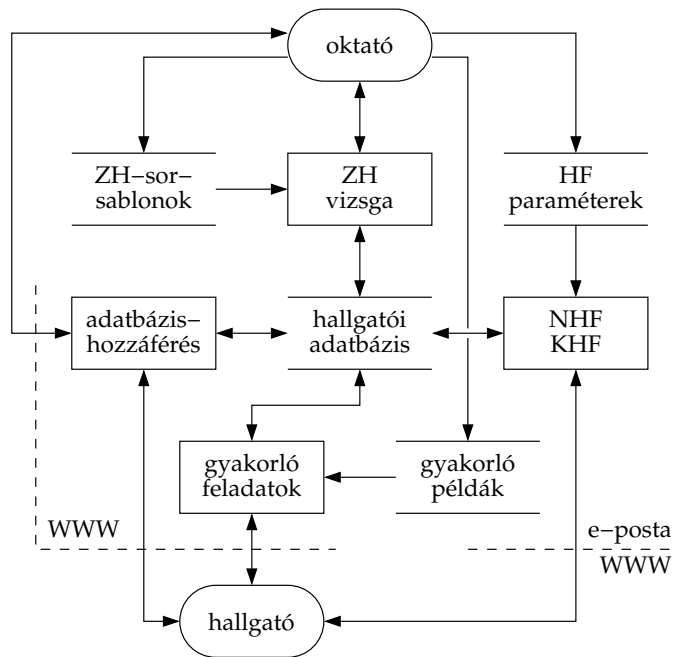 oktató
ZH–sor–
sablonok
ZH
vizsga
HF
paraméterek
adatbázis–
hozzáférés
hallgatói
adatbázis
NHF
KHF
gyakorló
feladatok
gyakorló
példák
WWW
e–posta
WWW
hallgató